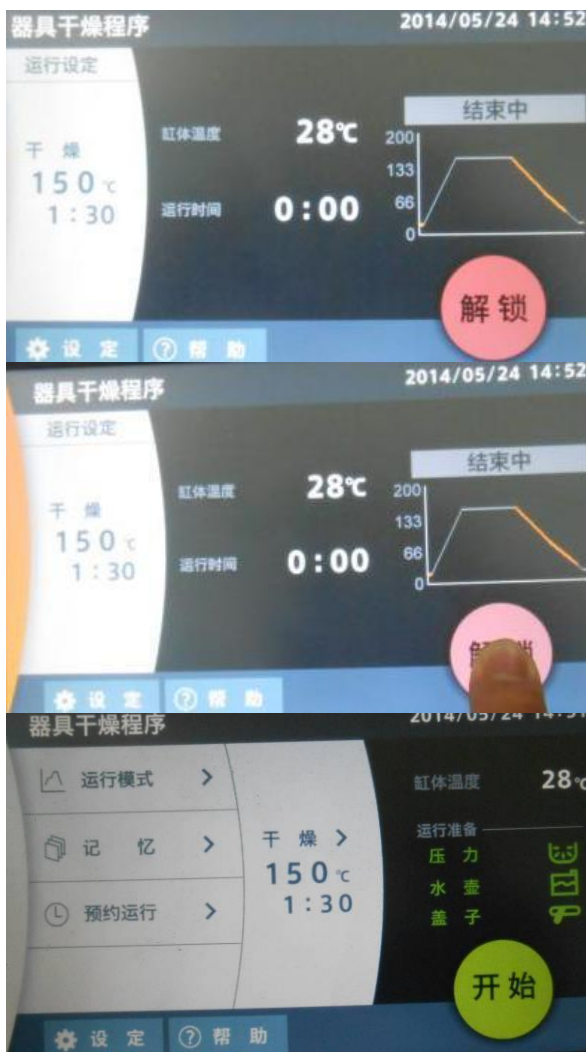 器具干燥程序
2014/05/24 14:52
运行设定
干 燥
150℃
1:30
缸体温度 28℃
运行时间 0:00
结束中
200
133
66
0
解锁
设 定
帮 助
器具干燥程序
2014/05/24 14:52
运行设定
干 燥
150℃
1:30
缸体温度 28℃
运行时间 0:00
结束中
200
133
66
0
设 定
帮 助
器具干燥程序
2014/05/24
运行模式
记 忆
预约运行
干 燥
150℃
1:30
缸体温度 28℃
运行准备
压 力
水 壶
盖 子
开始
设 定
帮 助